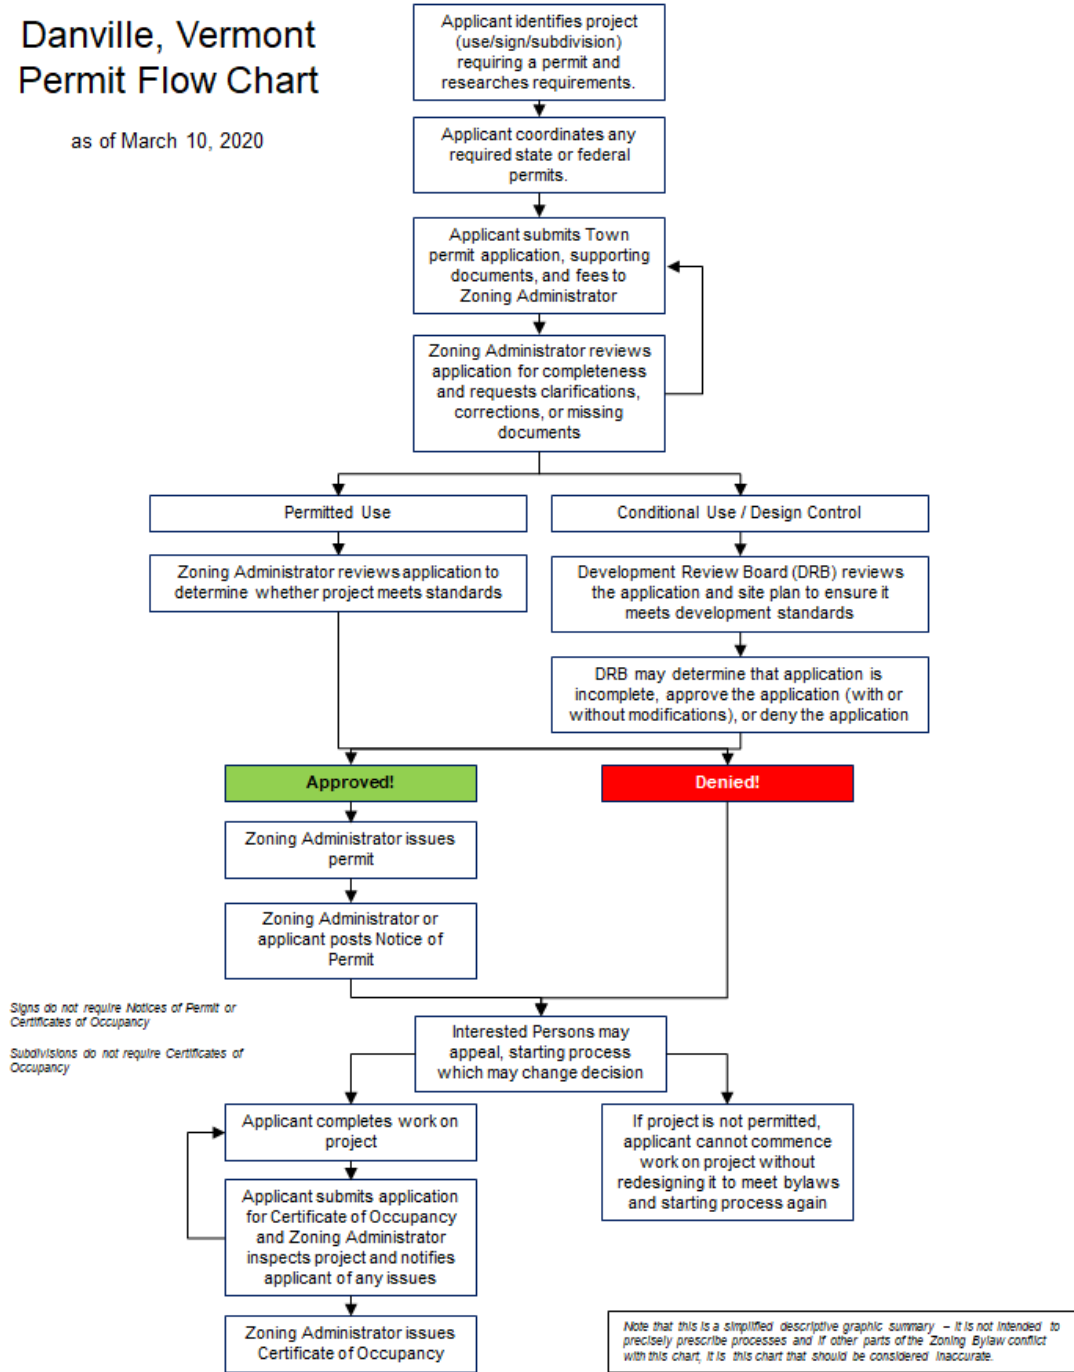 Danville, Vermont
Permit Flow Chart
as of March 10, 2020
Applicant identifies project
(use/sign/subdivision)
requiring a permit and
researches requirements.
Applicant coordinates any
required state or federal
permits.
Applicant submits Town
permit application, supporting
documents, and fees to
Zoning Administrator
Zoning Administrator reviews
application for completeness
and requests clarifications,
corrections, or missing
documents
Permitted Use
Zoning Administrator reviews application to
determine whether project meets standards
Conditional Use / Design Control
Development Review Board (DRB) reviews
the application and site plan to ensure it
meets development standards
DRB may determine that application is
incomplete, approve the application (with or
without modifications), or deny the application
Approved!
Denied!
Zoning Administrator issues
permit
Zoning Administrator or
applicant posts Notice of
Permit
Signs do not require Notices of Permit or
Certificates of Occupancy
Subdivisions do not require Certificates of
Occupancy
Interested Persons may
appeal, starting process
which may change decision
Applicant completes work on
project
If project is not permitted,
applicant cannot commence
work on project without
redesigning it to meet bylaws
and starting process again
Applicant submits application
for Certificate of Occupancy
and Zoning Administrator
inspects project and notifies
applicant of any issues
Zoning Administrator issues
Certificate of Occupancy
Note that this is a simplified descriptive graphic summary – it is not intended to
precisely prescribe processes and if other parts of the Zoning Bylaw conflict
with this chart, it is this chart that should be considered inaccurate.